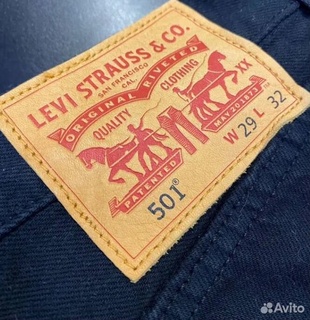 LEVI STRAUSS & CO.
SAN FRANCISCO
CAL.
ORIGINAL RIVETED
QUALITY CLOTHING
XX
PATENTED MAY 20 1873
501® W 29 L 32
Avito